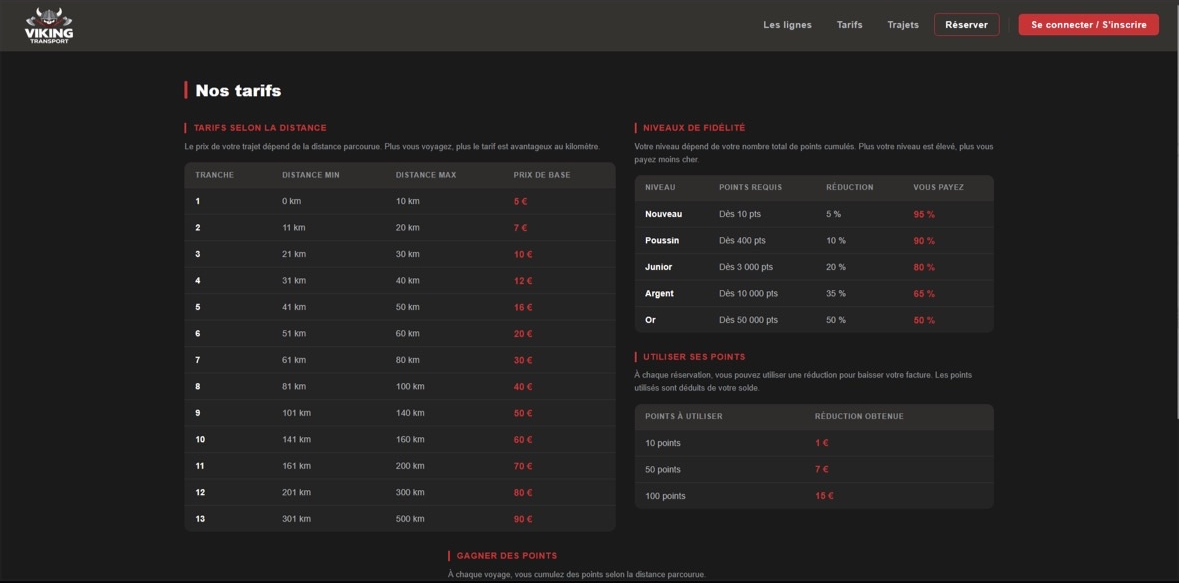 VIKING
TRANSPORT
Les lignes Tarifs Trajets Réserver Se connecter / S'inscrire
Nos tarifs
TARIFS SELON LA DISTANCE
Le prix de votre trajet dépend de la distance parcourue. Plus vous voyagez, plus le tarif est avantageux au kilomètre.
TRANCHE DISTANCE MIN DISTANCE MAX PRIX DE BASE
1 0 km 10 km 5 €
2 11 km 20 km 7 €
3 21 km 30 km 10 €
4 31 km 40 km 12 €
5 41 km 50 km 16 €
6 51 km 60 km 20 €
7 61 km 80 km 30 €
8 81 km 100 km 40 €
9 101 km 140 km 50 €
10 141 km 160 km 60 €
11 161 km 200 km 70 €
12 201 km 300 km 80 €
13 301 km 500 km 90 €
NIVEAUX DE FIDÉLITÉ
Votre niveau dépend de votre nombre total de points cumulés. Plus votre niveau est élevé, plus vous
payez moins cher.
NIVEAU POINTS REQUIS RÉDUCTION VOUS PAYEZ
Nouveau Dès 10 pts 5 % 95 %
Poussin Dès 400 pts 10 % 90 %
Junior Dès 3 000 pts 20 % 80 %
Argent Dès 10 000 pts 35 % 65 %
Or Dès 50 000 pts 50 % 50 %
UTILISER SES POINTS
À chaque réservation, vous pouvez utiliser une réduction pour baisser votre facture. Les points
utilisés sont déduits de votre solde.
POINTS À UTILISER RÉDUCTION OBTENUE
10 points 1 €
50 points 7 €
100 points 15 €
GAGNER DES POINTS
À chaque voyage, vous cumulez des points selon la distance parcourue.